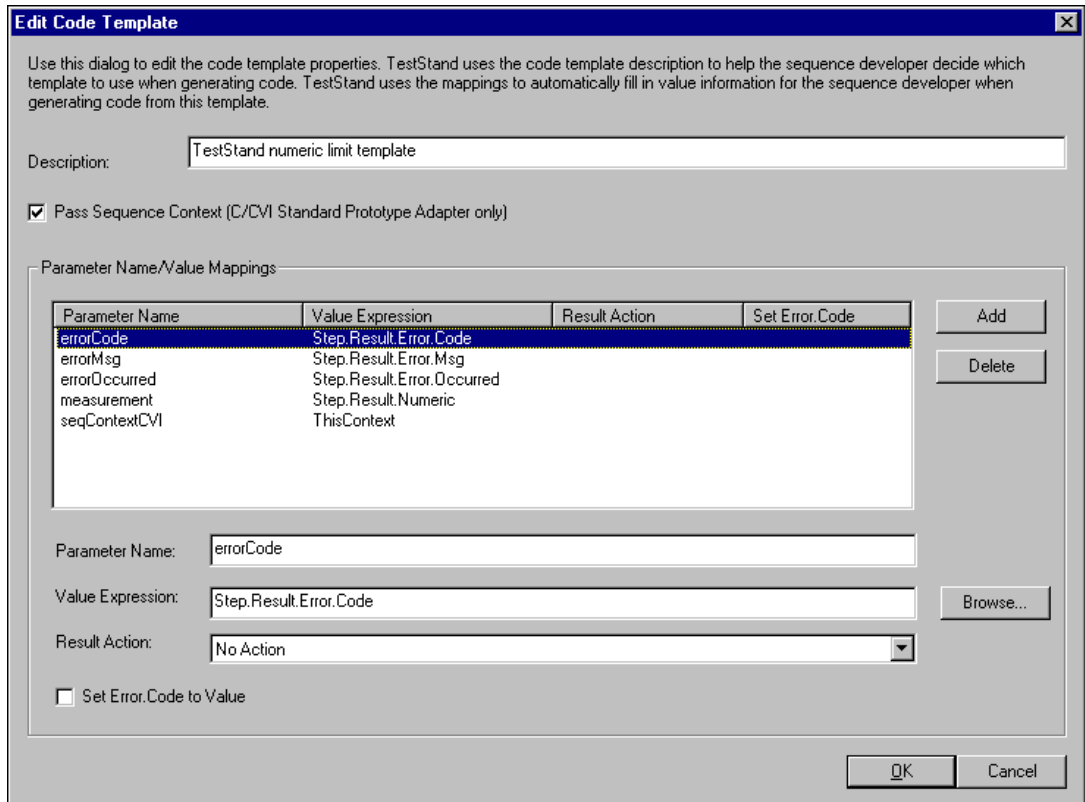 Edit Code Template
Use this dialog to edit the code template properties. TestStand uses the code template description to help the sequence developer decide which
template to use when generating code. TestStand uses the mappings to automatically fill in value information for the sequence developer when
generating code from this template.
Description: TestStand numeric limit template
Pass Sequence Context (C/CVI Standard Prototype Adapter only)
Parameter Name/Value Mappings
Parameter Name Value Expression Result Action Set Error.Code
errorCode Step.Result.Error.Code
errorMsg Step.Result.Error.Msg
errorOccurred Step.Result.Error.Occurred
measurement Step.Result.Numeric
seqContextCVI ThisContext
Add
Delete
Parameter Name: errorCode
Value Expression: Step.Result.Error.Code Browse...
Result Action: No Action
Set Error.Code to Value
OK Cancel